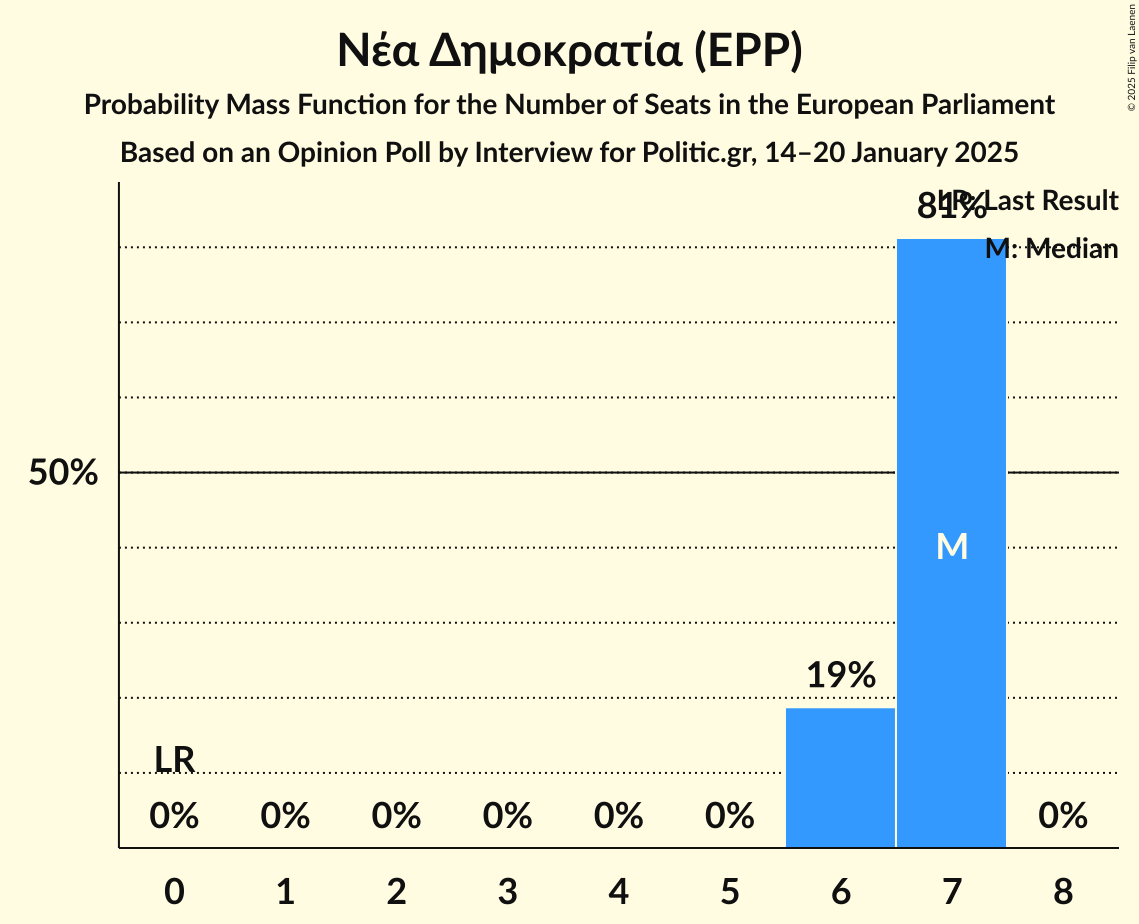 Νέα Δημοκρατία (EPP)
Probability Mass Function for the Number of Seats in the European Parliament
Based on an Opinion Poll by Interview for Politic.gr, 14–20 January 2025
© 2025 Filip van Laenen
LR: Last Result
M: Median
81%
50%
M
19%
LR
0% 0% 0% 0% 0% 0% 0%
0 1 2 3 4 5 6 7 8